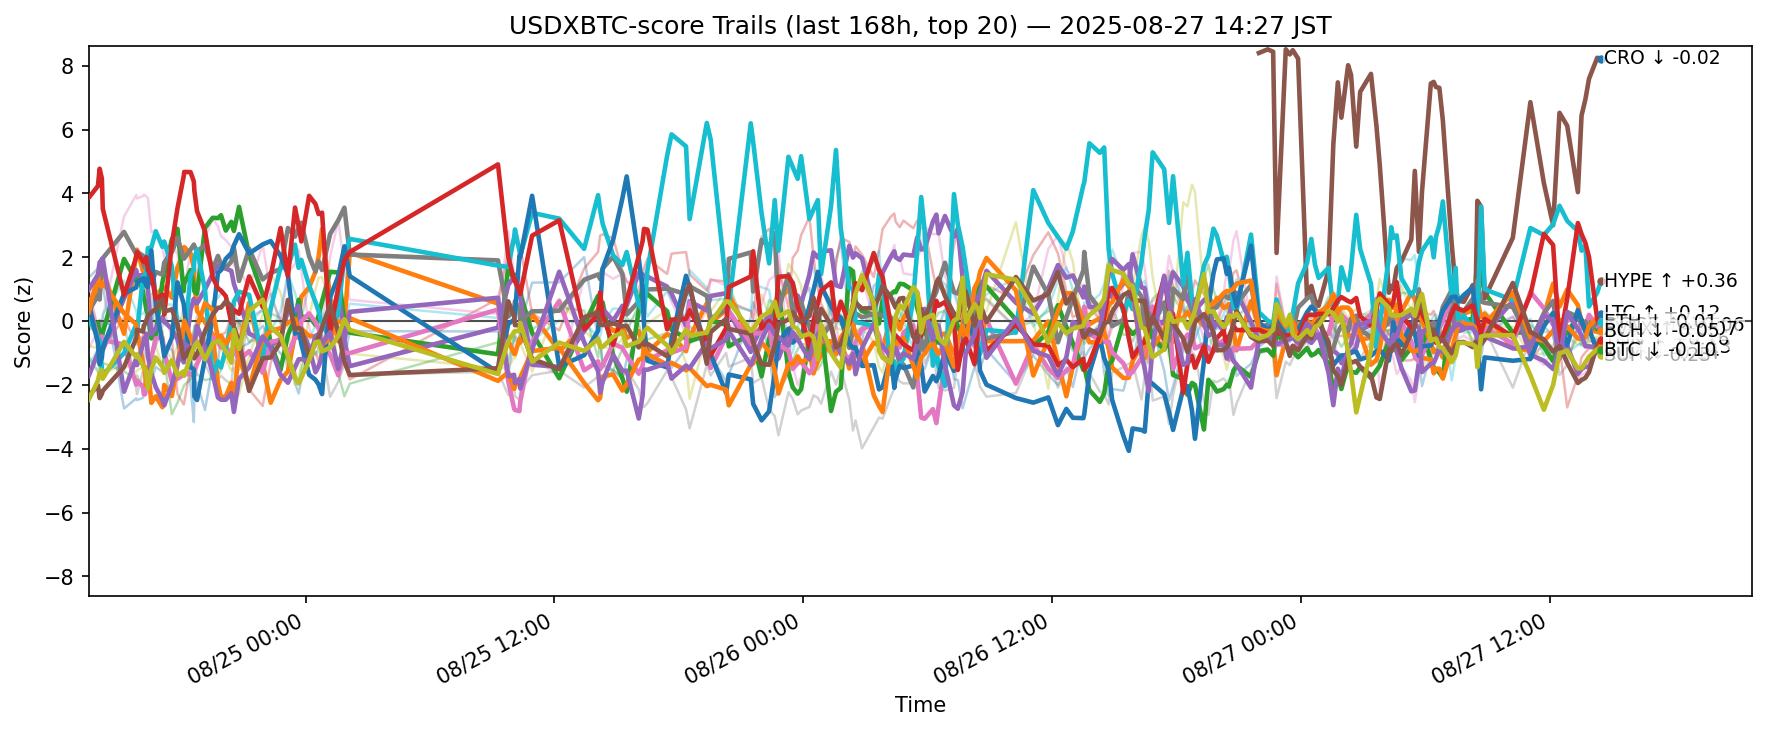 USDXBTC-score Trails (last 168h, top 20) — 2025-08-27 14:27 JST
8
6
4
2
0
−2
−4
−6
−8
Score (z)
CRO ↓ -0.02
HYPE ↑ +0.36
LTC ↑ +0.12
BCH ↓ -0.05
BTC ↓ -0.10
08/25 00:00
08/25 12:00
08/26 00:00
08/26 12:00
08/27 00:00
08/27 12:00
Time